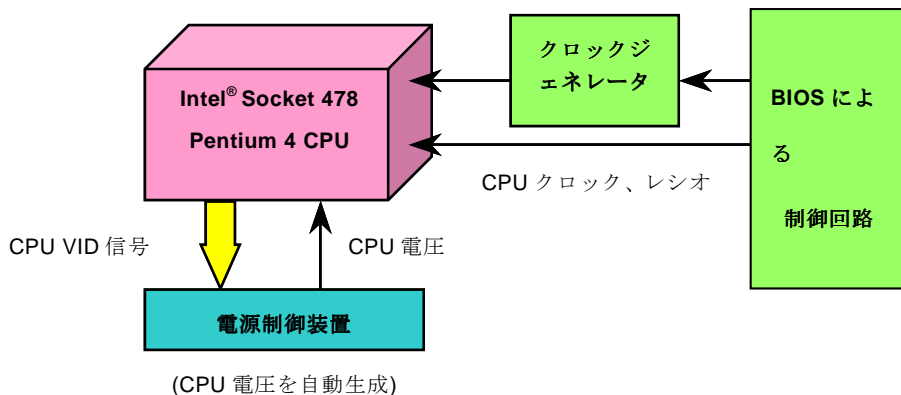 Intel® Socket 478
Pentium 4 CPU
クロックジ
ェネレータ
BIOS によ
る
制御回路
CPU クロック、レシオ
CPU VID 信号
CPU 電圧
電源制御装置
(CPU 電圧を自動生成)